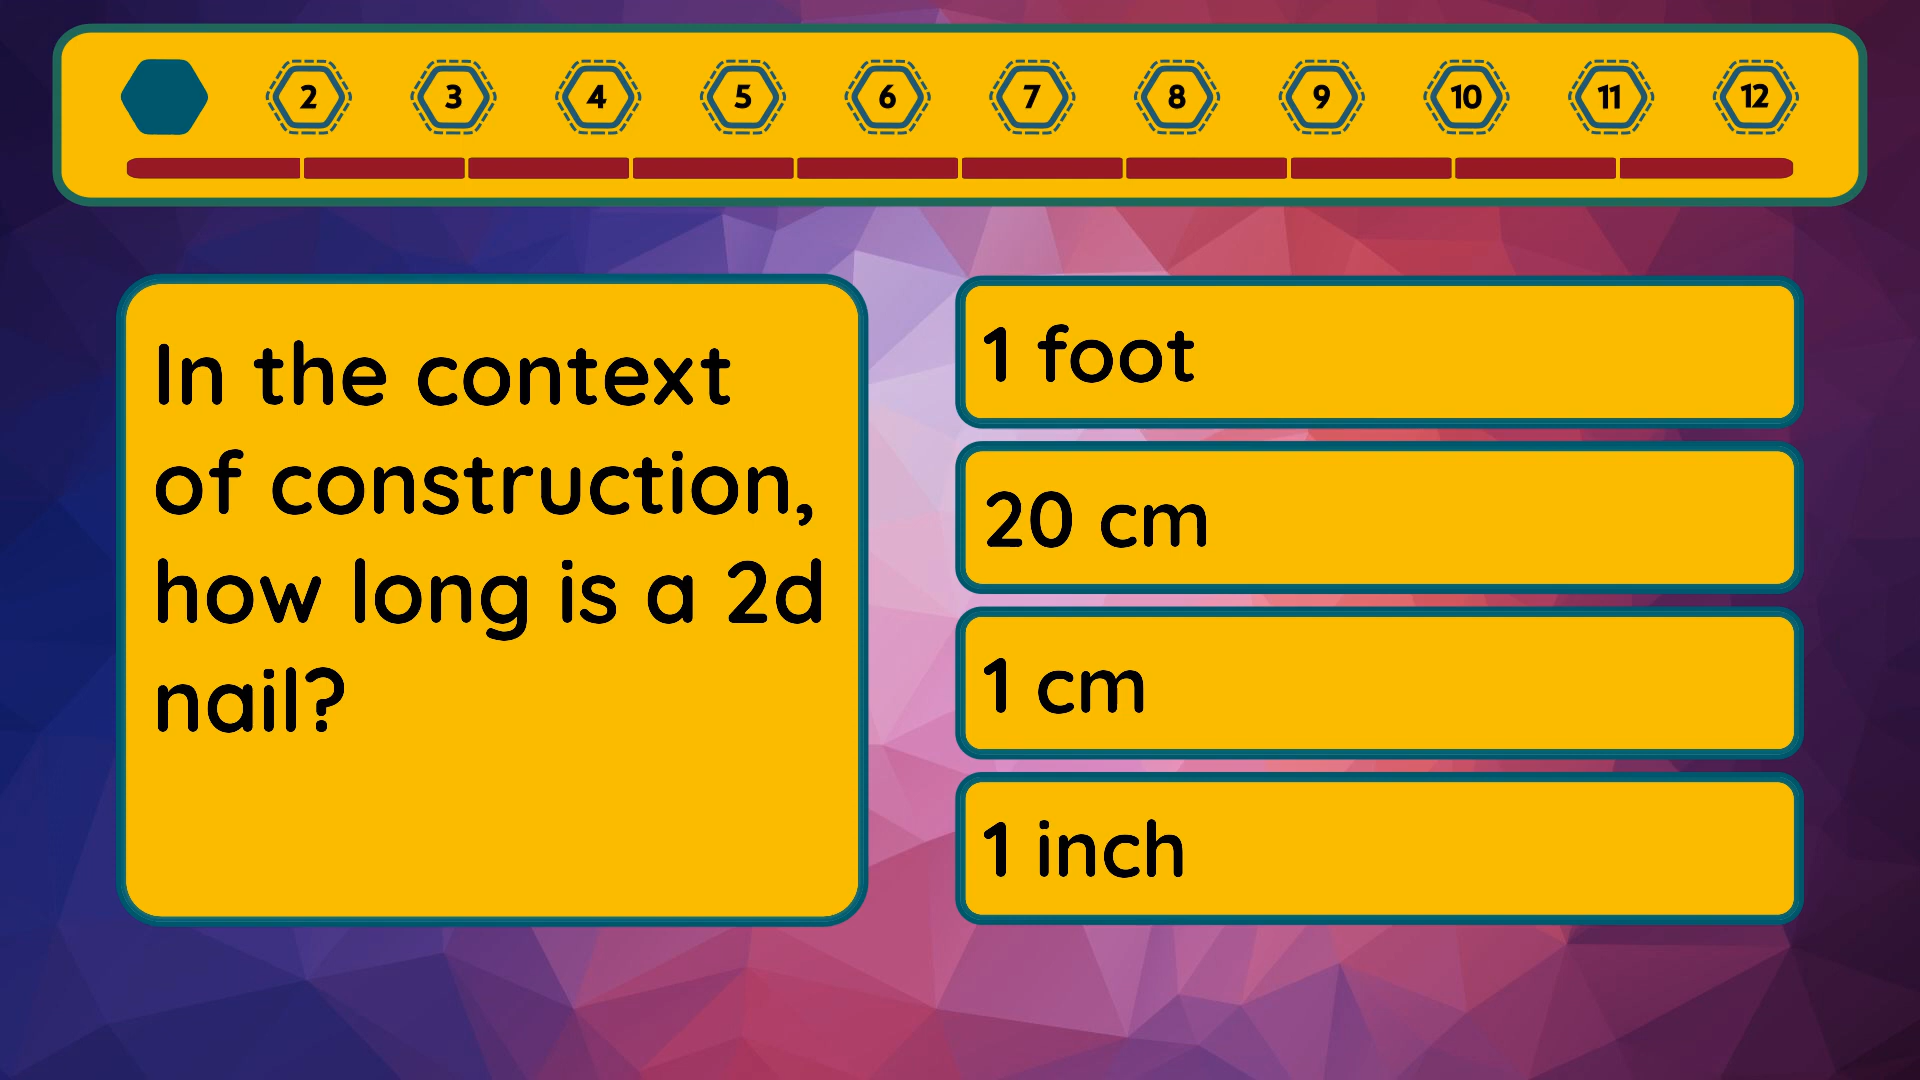 2 3 4 5 6 7 8 9 10 11 12
In the context
of construction,
how long is a 2d
nail?
1 foot
20 cm
1 cm
1 inch